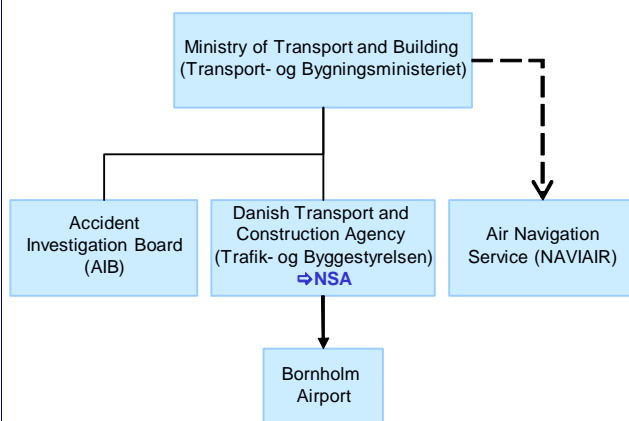 Ministry of Transport and Building
(Transport- og Bygningsministeriet)
Accident
Investigation Board
(AIB)
Danish Transport and
Construction Agency
(Trafik- og Byggestyrelsen)
⇨NSA
Air Navigation
Service (NAVIAIR)
Bornholm
Airport